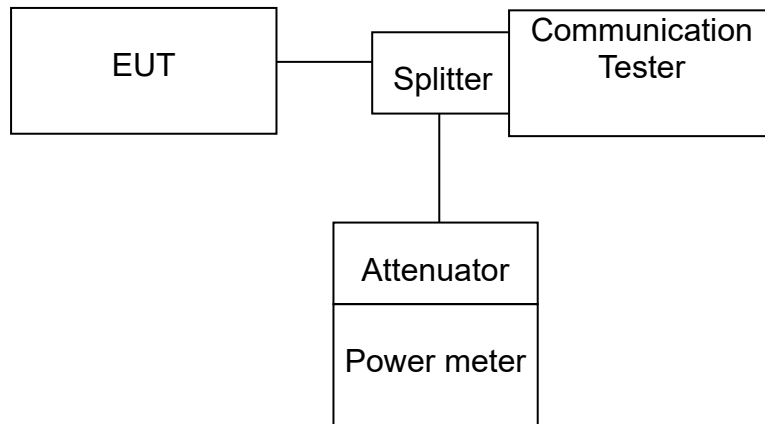 EUT
Splitter
Communication
Tester
Attenuator
Power meter